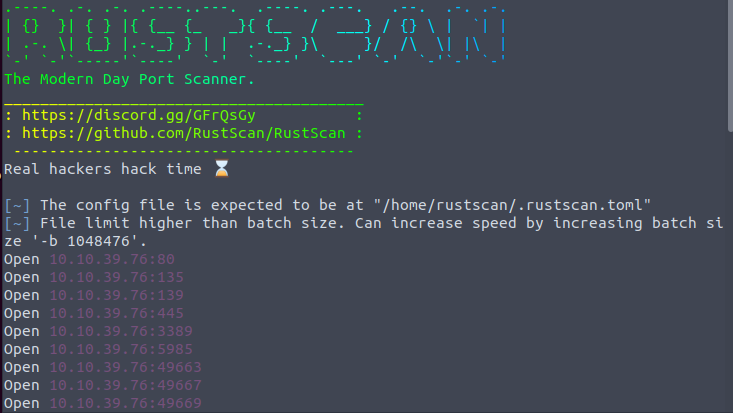 .----. .-. .-. .----..---.  .----. .---.   .--.  .-. .-.
| {}  }| { } |{ {__ {_   _}{ {__  /  ___} / {} \ |  `| |
| .-. \| {_} |.-._} } | |  .-._} }\     }/  /\  \| |\  |
`-' `-'`-----'`----'  `-'  `----'  `---' `-'  `-'`-' `-'
The Modern Day Port Scanner.
________________________________________
: https://discord.gg/GFrQsGy           :
: https://github.com/RustScan/RustScan :
 --------------------------------------
Real hackers hack time ⌛
[~] The config file is expected to be at "/home/rustscan/.rustscan.toml"
[~] File limit higher than batch size. Can increase speed by increasing batch si
ze '-b 1048476'.
Open 10.10.39.76:80
Open 10.10.39.76:135
Open 10.10.39.76:139
Open 10.10.39.76:445
Open 10.10.39.76:3389
Open 10.10.39.76:5985
Open 10.10.39.76:49663
Open 10.10.39.76:49667
Open 10.10.39.76:49669